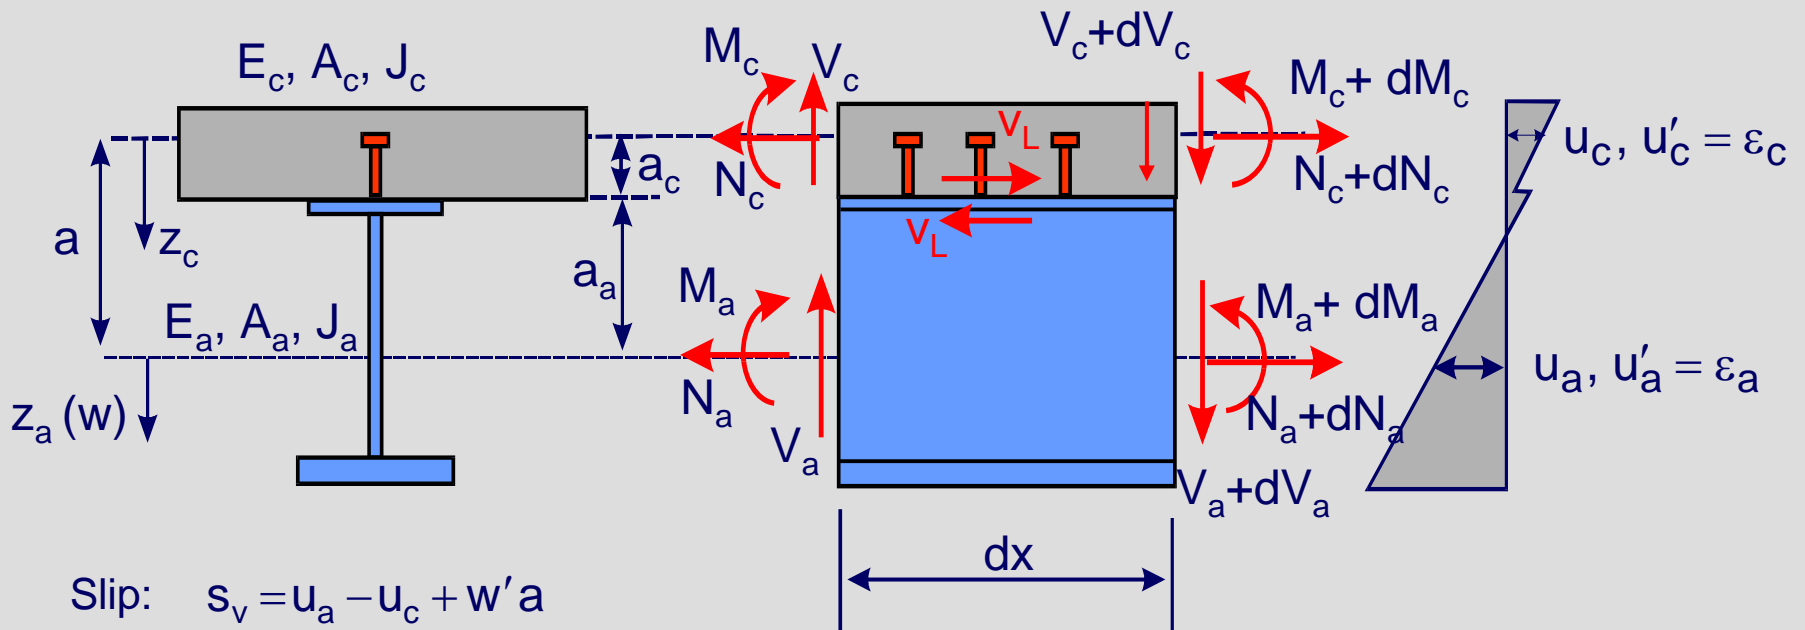 E_c, A_c, J_c
a
z_c
a_c
a_a
E_a, A_a, J_a
z_a (w)
M_c
V_c
N_c
M_a
N_a
V_a
v_L
v_L
V_c+dV_c
M_c+ dM_c
N_c+dN_c
M_a+ dM_a
N_a+dN_a
V_a+dV_a
dx
u_c, u′_c = ε_c
u_a, u′_a = ε_a
Slip: s_v = u_a − u_c + w′ a